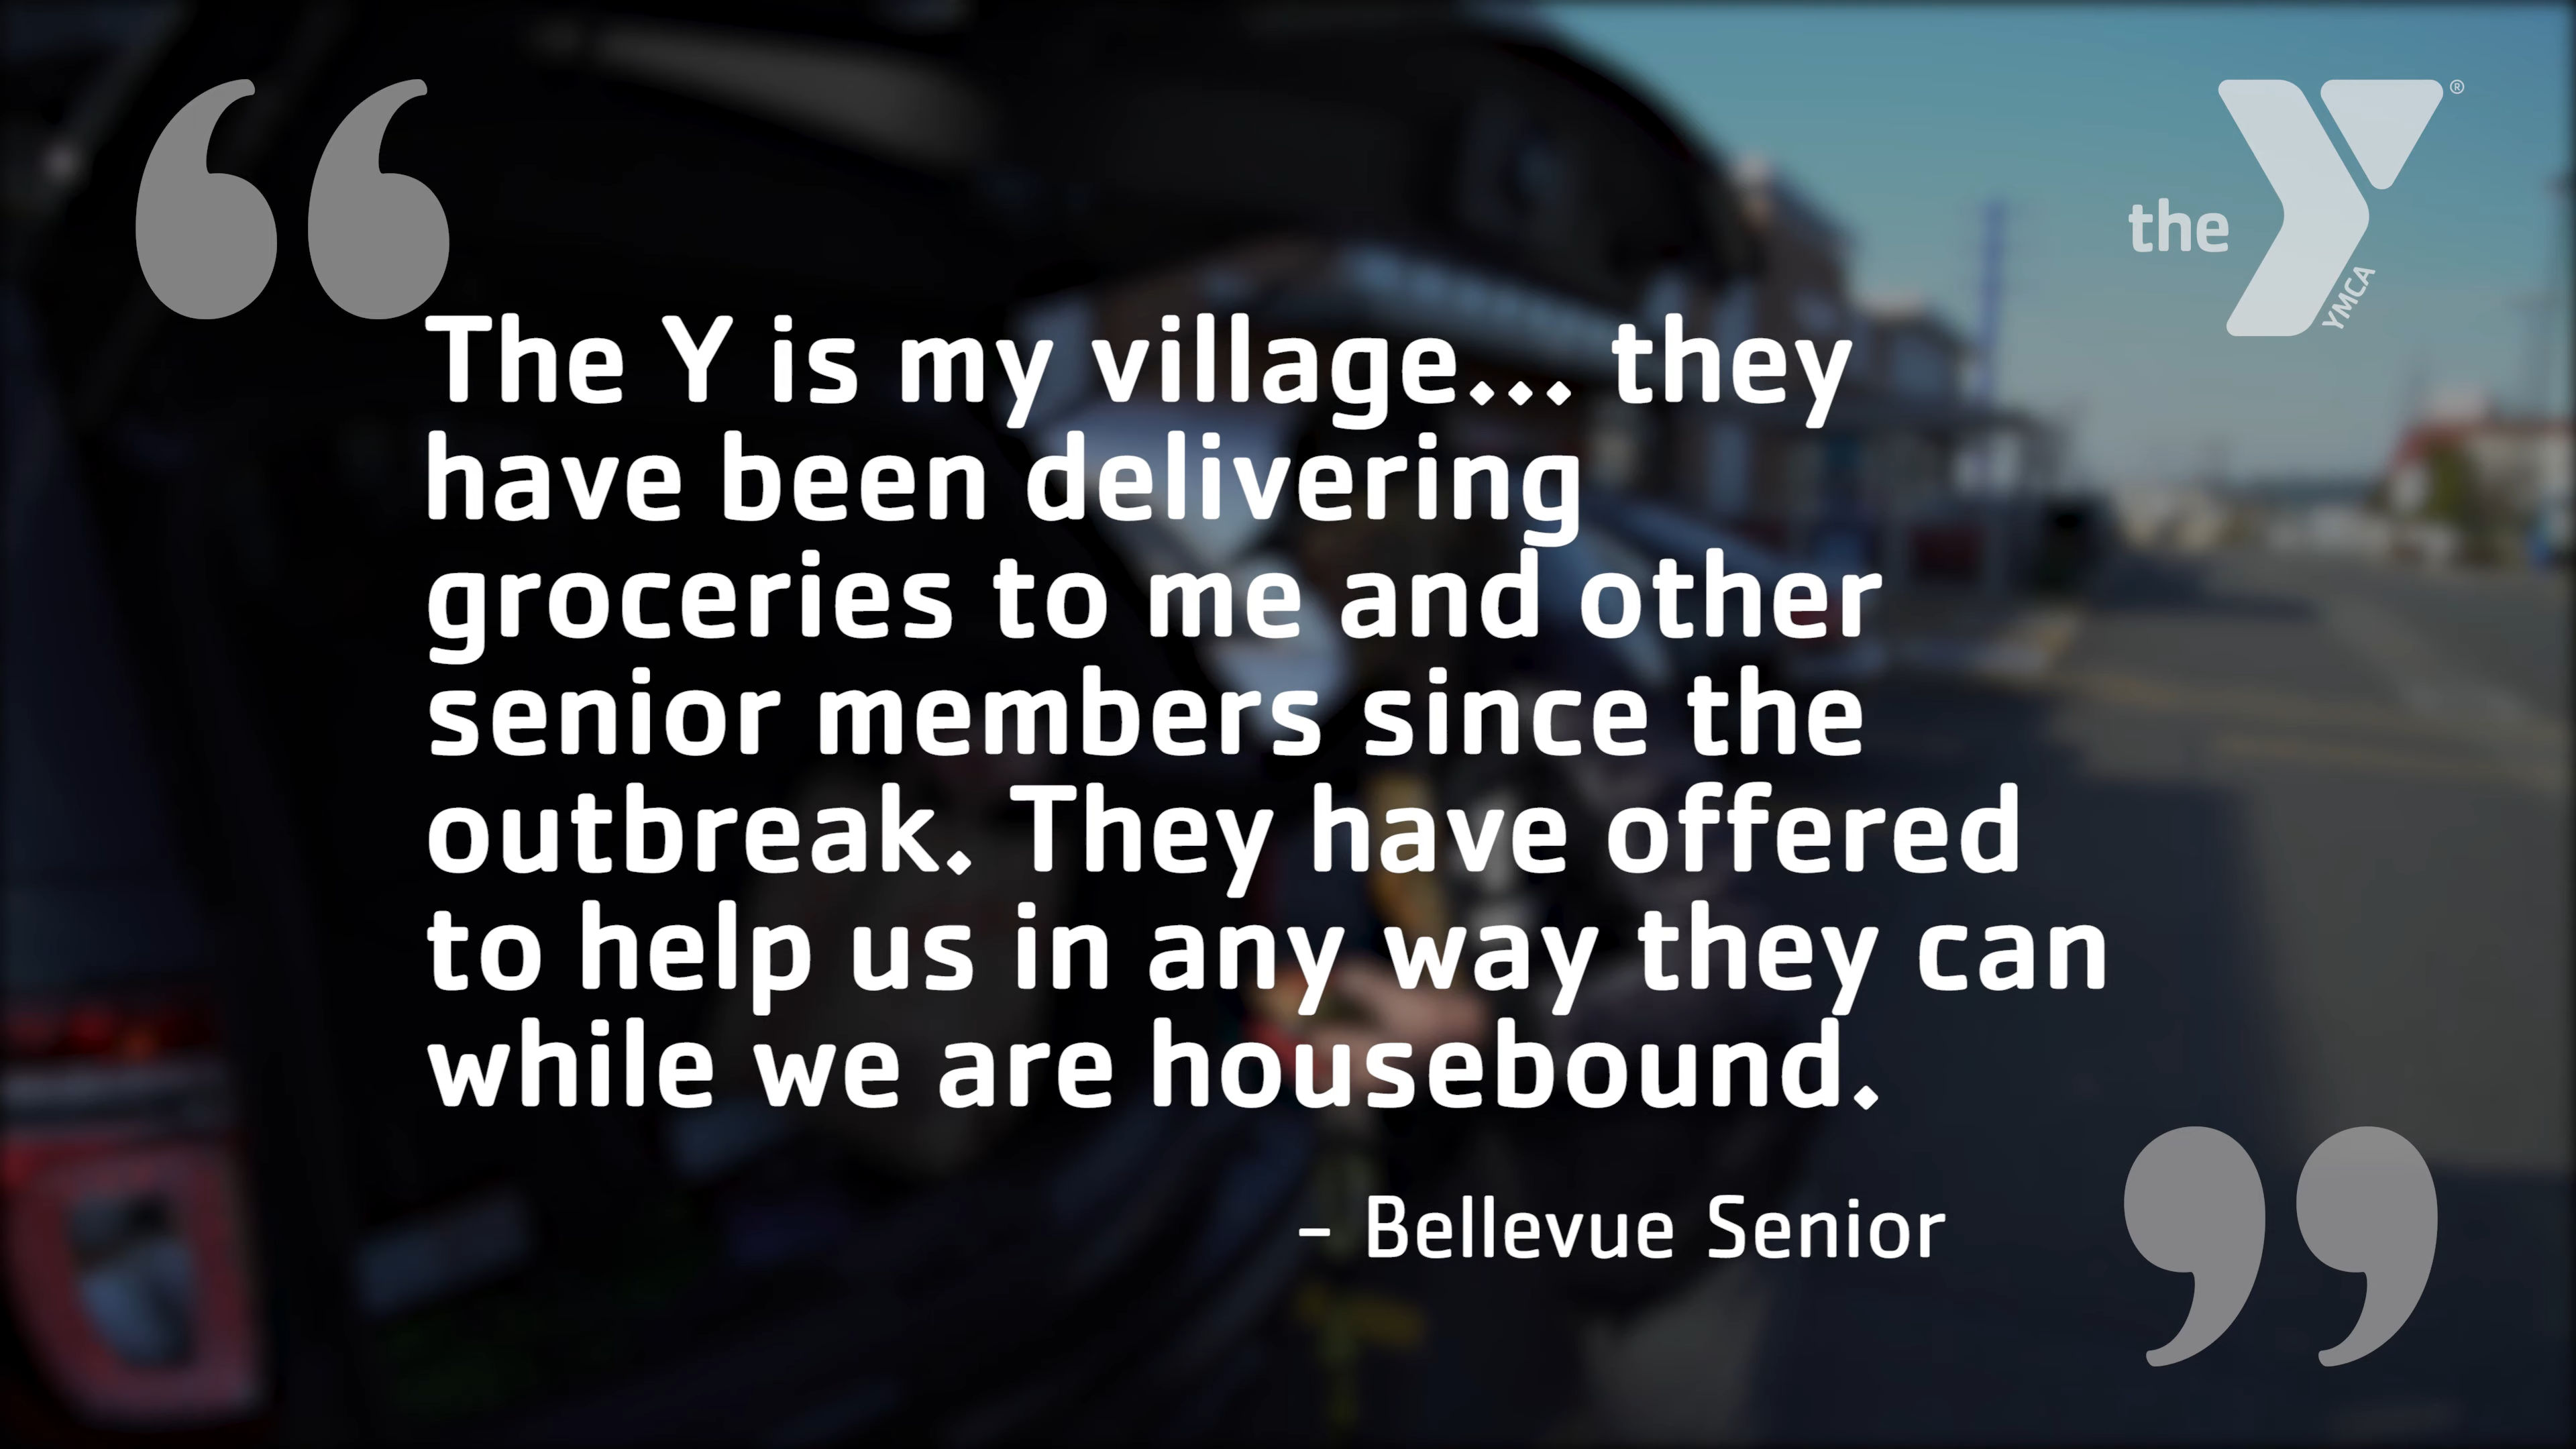 the
YMCA
®
The Y is my village... they
have been delivering
groceries to me and other
senior members since the
outbreak. They have offered
to help us in any way they can
while we are housebound.
– Bellevue Senior